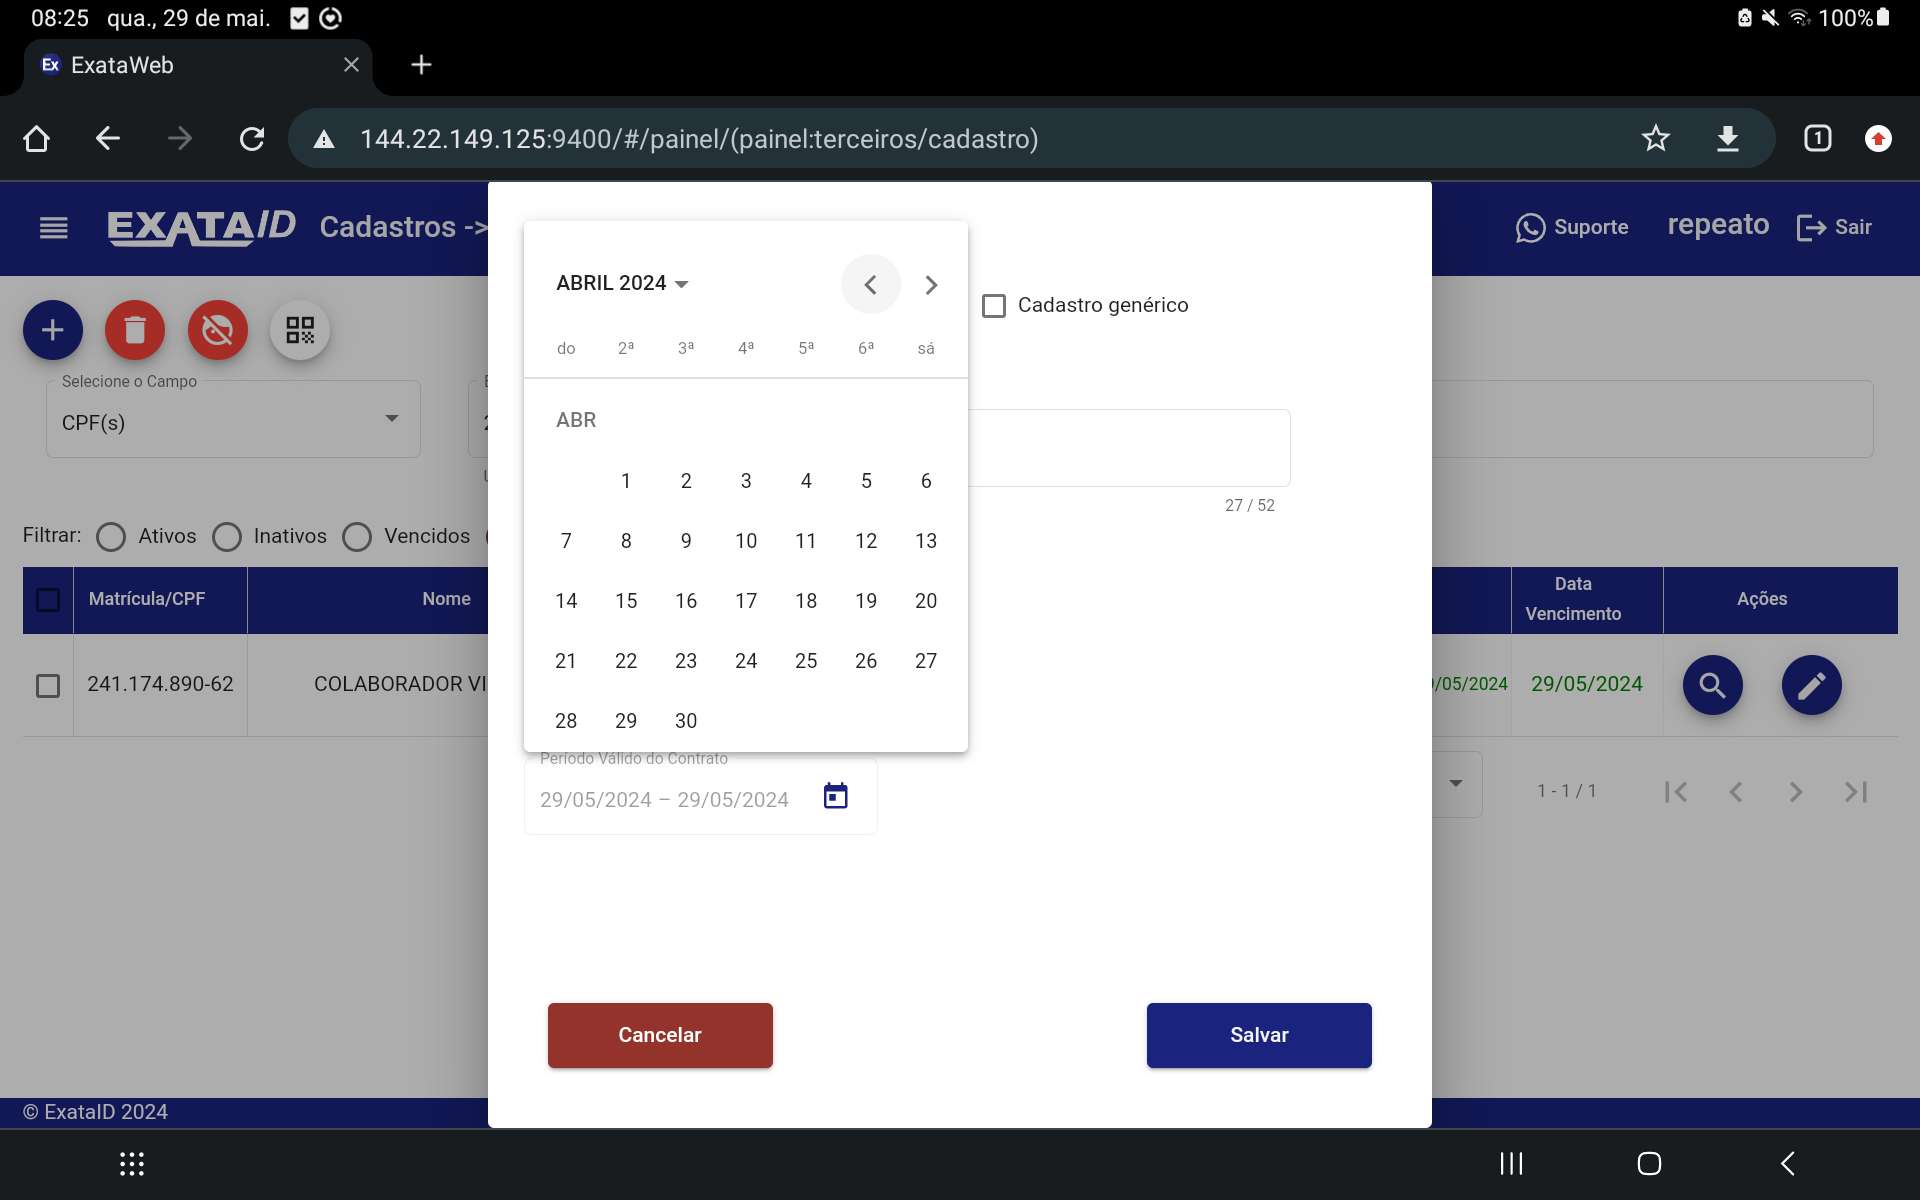 08:25 qua., 29 de mai.
100%
Ex ExataWeb
144.22.149.125:9400/#/painel/(painel:terceiros/cadastro)
1
EXATAID Cadastros ->
Suporte repeato Sair
ABRIL 2024
Cadastro genérico
do 2ª 3ª 4ª 5ª 6ª sá
Selecione o Campo
CPF(s)
ABR
1 2 3 4 5 6
27 / 52
Filtrar: Ativos Inativos Vencidos
7 8 9 10 11 12 13
Matrícula/CPF Nome
Data
Vencimento
Ações
14 15 16 17 18 19 20
241.174.890-62 COLABORADOR VI
21 22 23 24 25 26 27
/05/2024 29/05/2024
28 29 30
Período Válido do Contrato
29/05/2024 – 29/05/2024
1 - 1 / 1
Cancelar Salvar
© ExataID 2024